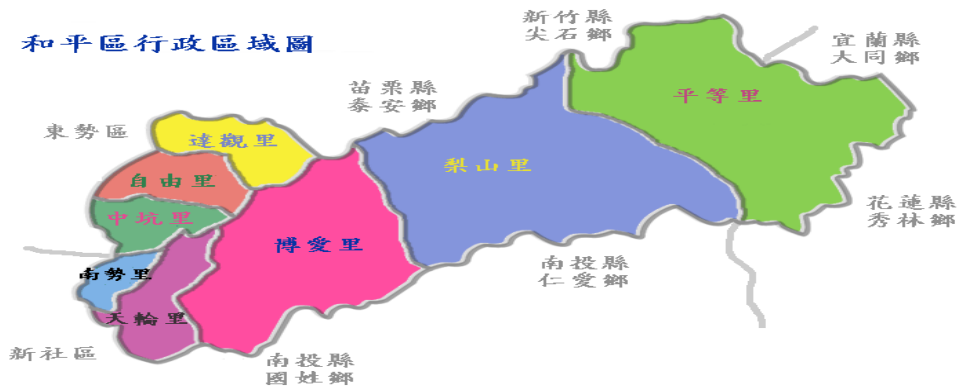 和平區行政區域圖
新竹縣
尖石鄉
宜蘭縣
大同鄉
苗栗縣
泰安鄉
平等里
東勢區
達觀里
梨山里
自由里
中坑里
花蓮縣
秀林鄉
博愛里
南勢里
南投縣
仁愛鄉
天輪里
新社區
南投縣
國姓鄉